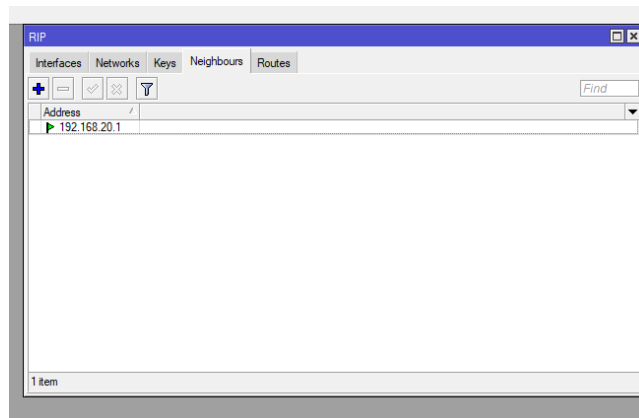 RIP
Interfaces Networks Keys Neighbours Routes
Find
Address
192.168.20.1
1 item